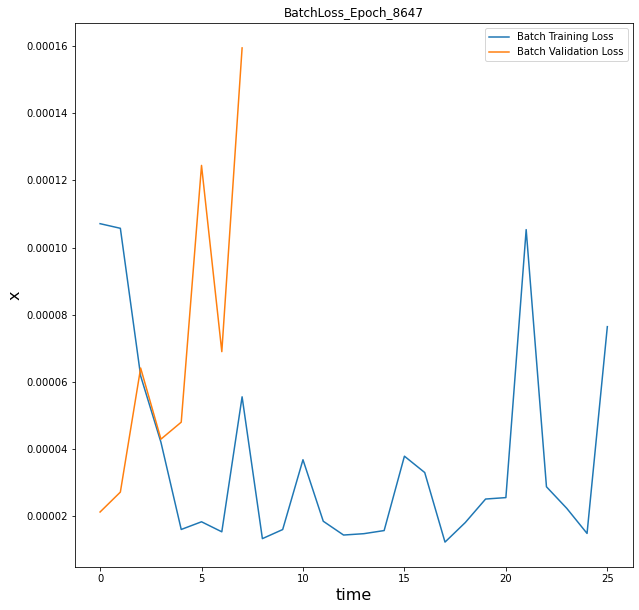 BatchLoss_Epoch_8647
Batch Training Loss
Batch Validation Loss
0.00016
0.00014
0.00012
0.00010
0.00008
0.00006
0.00004
0.00002
x
0 5 10 15 20 25
time